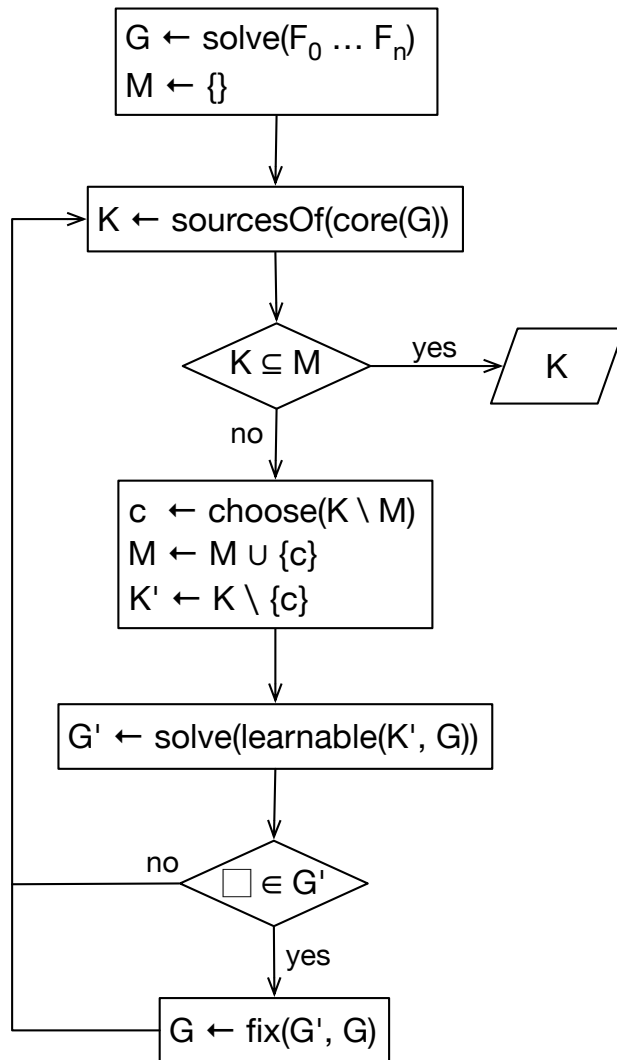 G ← solve(F₀ … Fₙ)
M ← {}
K ← sourcesOf(core(G))
K ⊆ M
yes
K
no
c ← choose(K \ M)
M ← M ∪ {c}
K' ← K \ {c}
G' ← solve(learnable(K', G))
no
□ ∈ G'
yes
G ← fix(G', G)